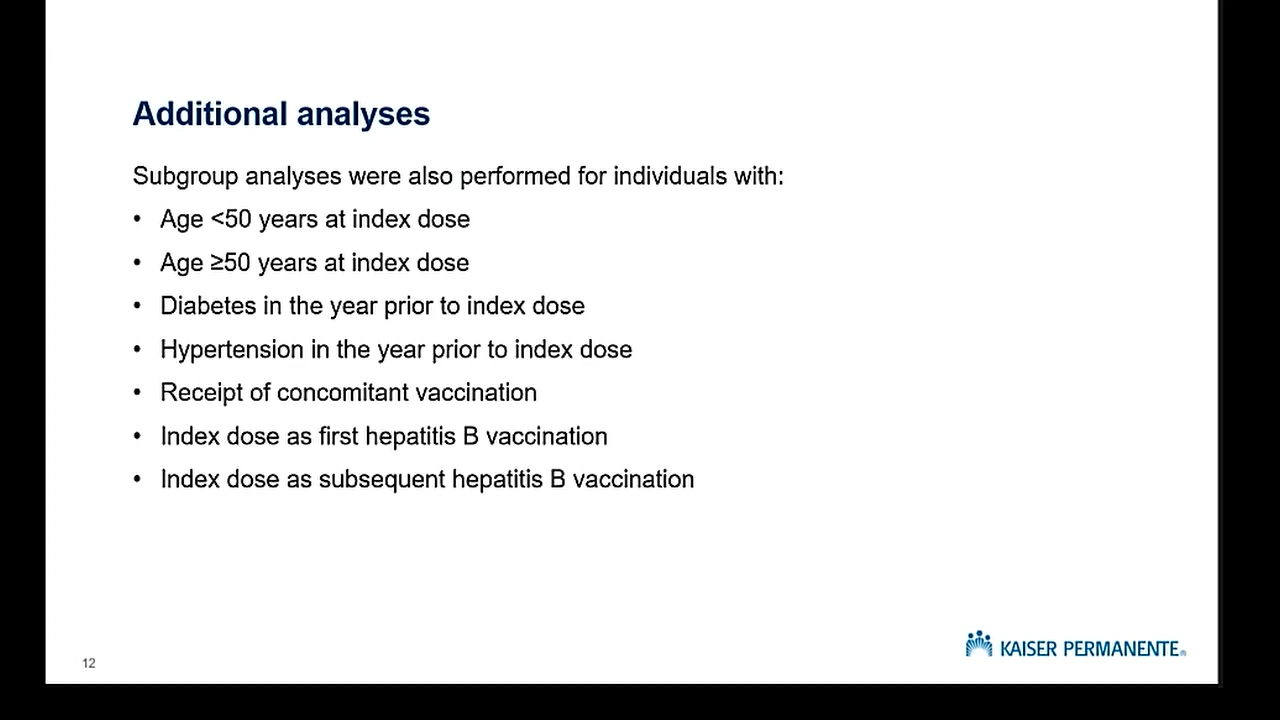 Additional analyses
Subgroup analyses were also performed for individuals with:
• Age <50 years at index dose
• Age ≥50 years at index dose
• Diabetes in the year prior to index dose
• Hypertension in the year prior to index dose
• Receipt of concomitant vaccination
• Index dose as first hepatitis B vaccination
• Index dose as subsequent hepatitis B vaccination
12
KAISER PERMANENTE®